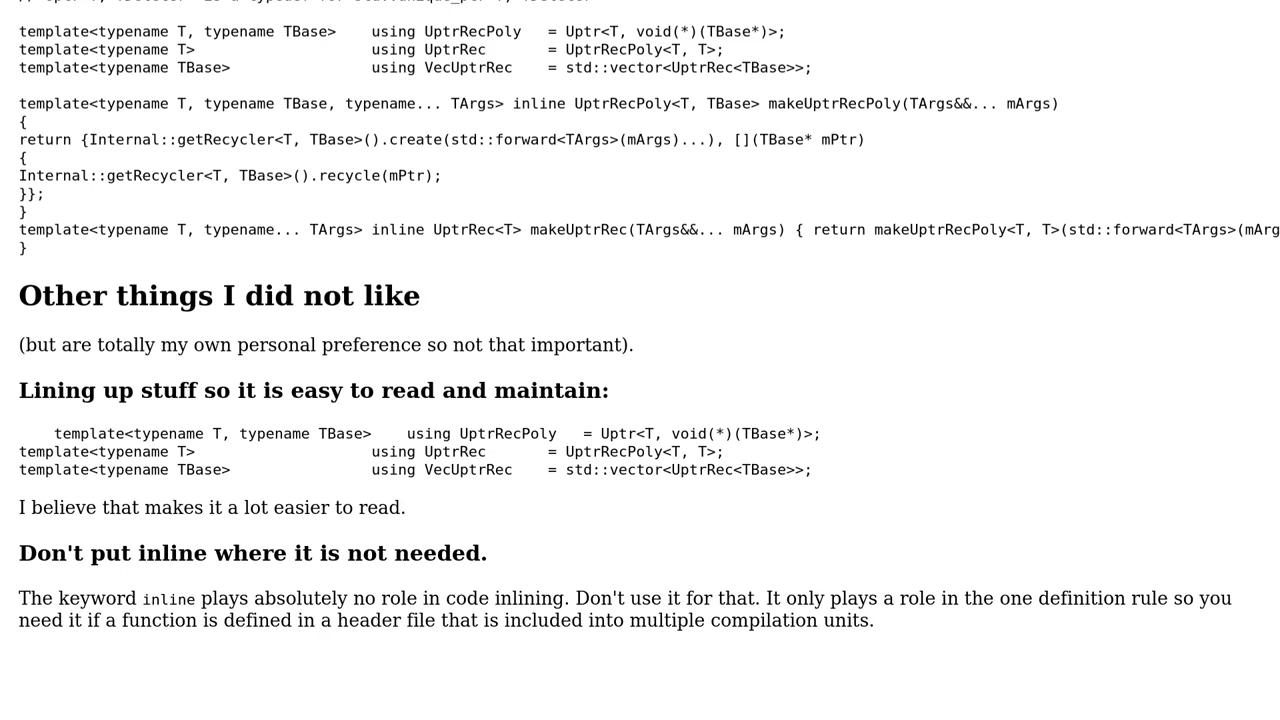 template<typename T, typename TBase>    using UptrRecPoly   = Uptr<T, void(*)(TBase*)>;
template<typename T>                    using UptrRec       = UptrRecPoly<T, T>;
template<typename TBase>                using VecUptrRec    = std::vector<UptrRec<TBase>>;
template<typename T, typename TBase, typename... TArgs> inline UptrRecPoly<T, TBase> makeUptrRecPoly(TArgs&&... mArgs)
{
return {Internal::getRecycler<T, TBase>().create(std::forward<TArgs>(mArgs)...), [](TBase* mPtr)
{
Internal::getRecycler<T, TBase>().recycle(mPtr);
}};
}
template<typename T, typename... TArgs> inline UptrRec<T> makeUptrRec(TArgs&&... mArgs) { return makeUptrRecPoly<T, T>(std::forward<TArgs>(mArg
}
Other things I did not like
(but are totally my own personal preference so not that important).
Lining up stuff so it is easy to read and maintain:
    template<typename T, typename TBase>    using UptrRecPoly   = Uptr<T, void(*)(TBase*)>;
template<typename T>                    using UptrRec       = UptrRecPoly<T, T>;
template<typename TBase>                using VecUptrRec    = std::vector<UptrRec<TBase>>;
I believe that makes it a lot easier to read.
Don't put inline where it is not needed.
The keyword inline plays absolutely no role in code inlining. Don't use it for that. It only plays a role in the one definition rule so you
need it if a function is defined in a header file that is included into multiple compilation units.